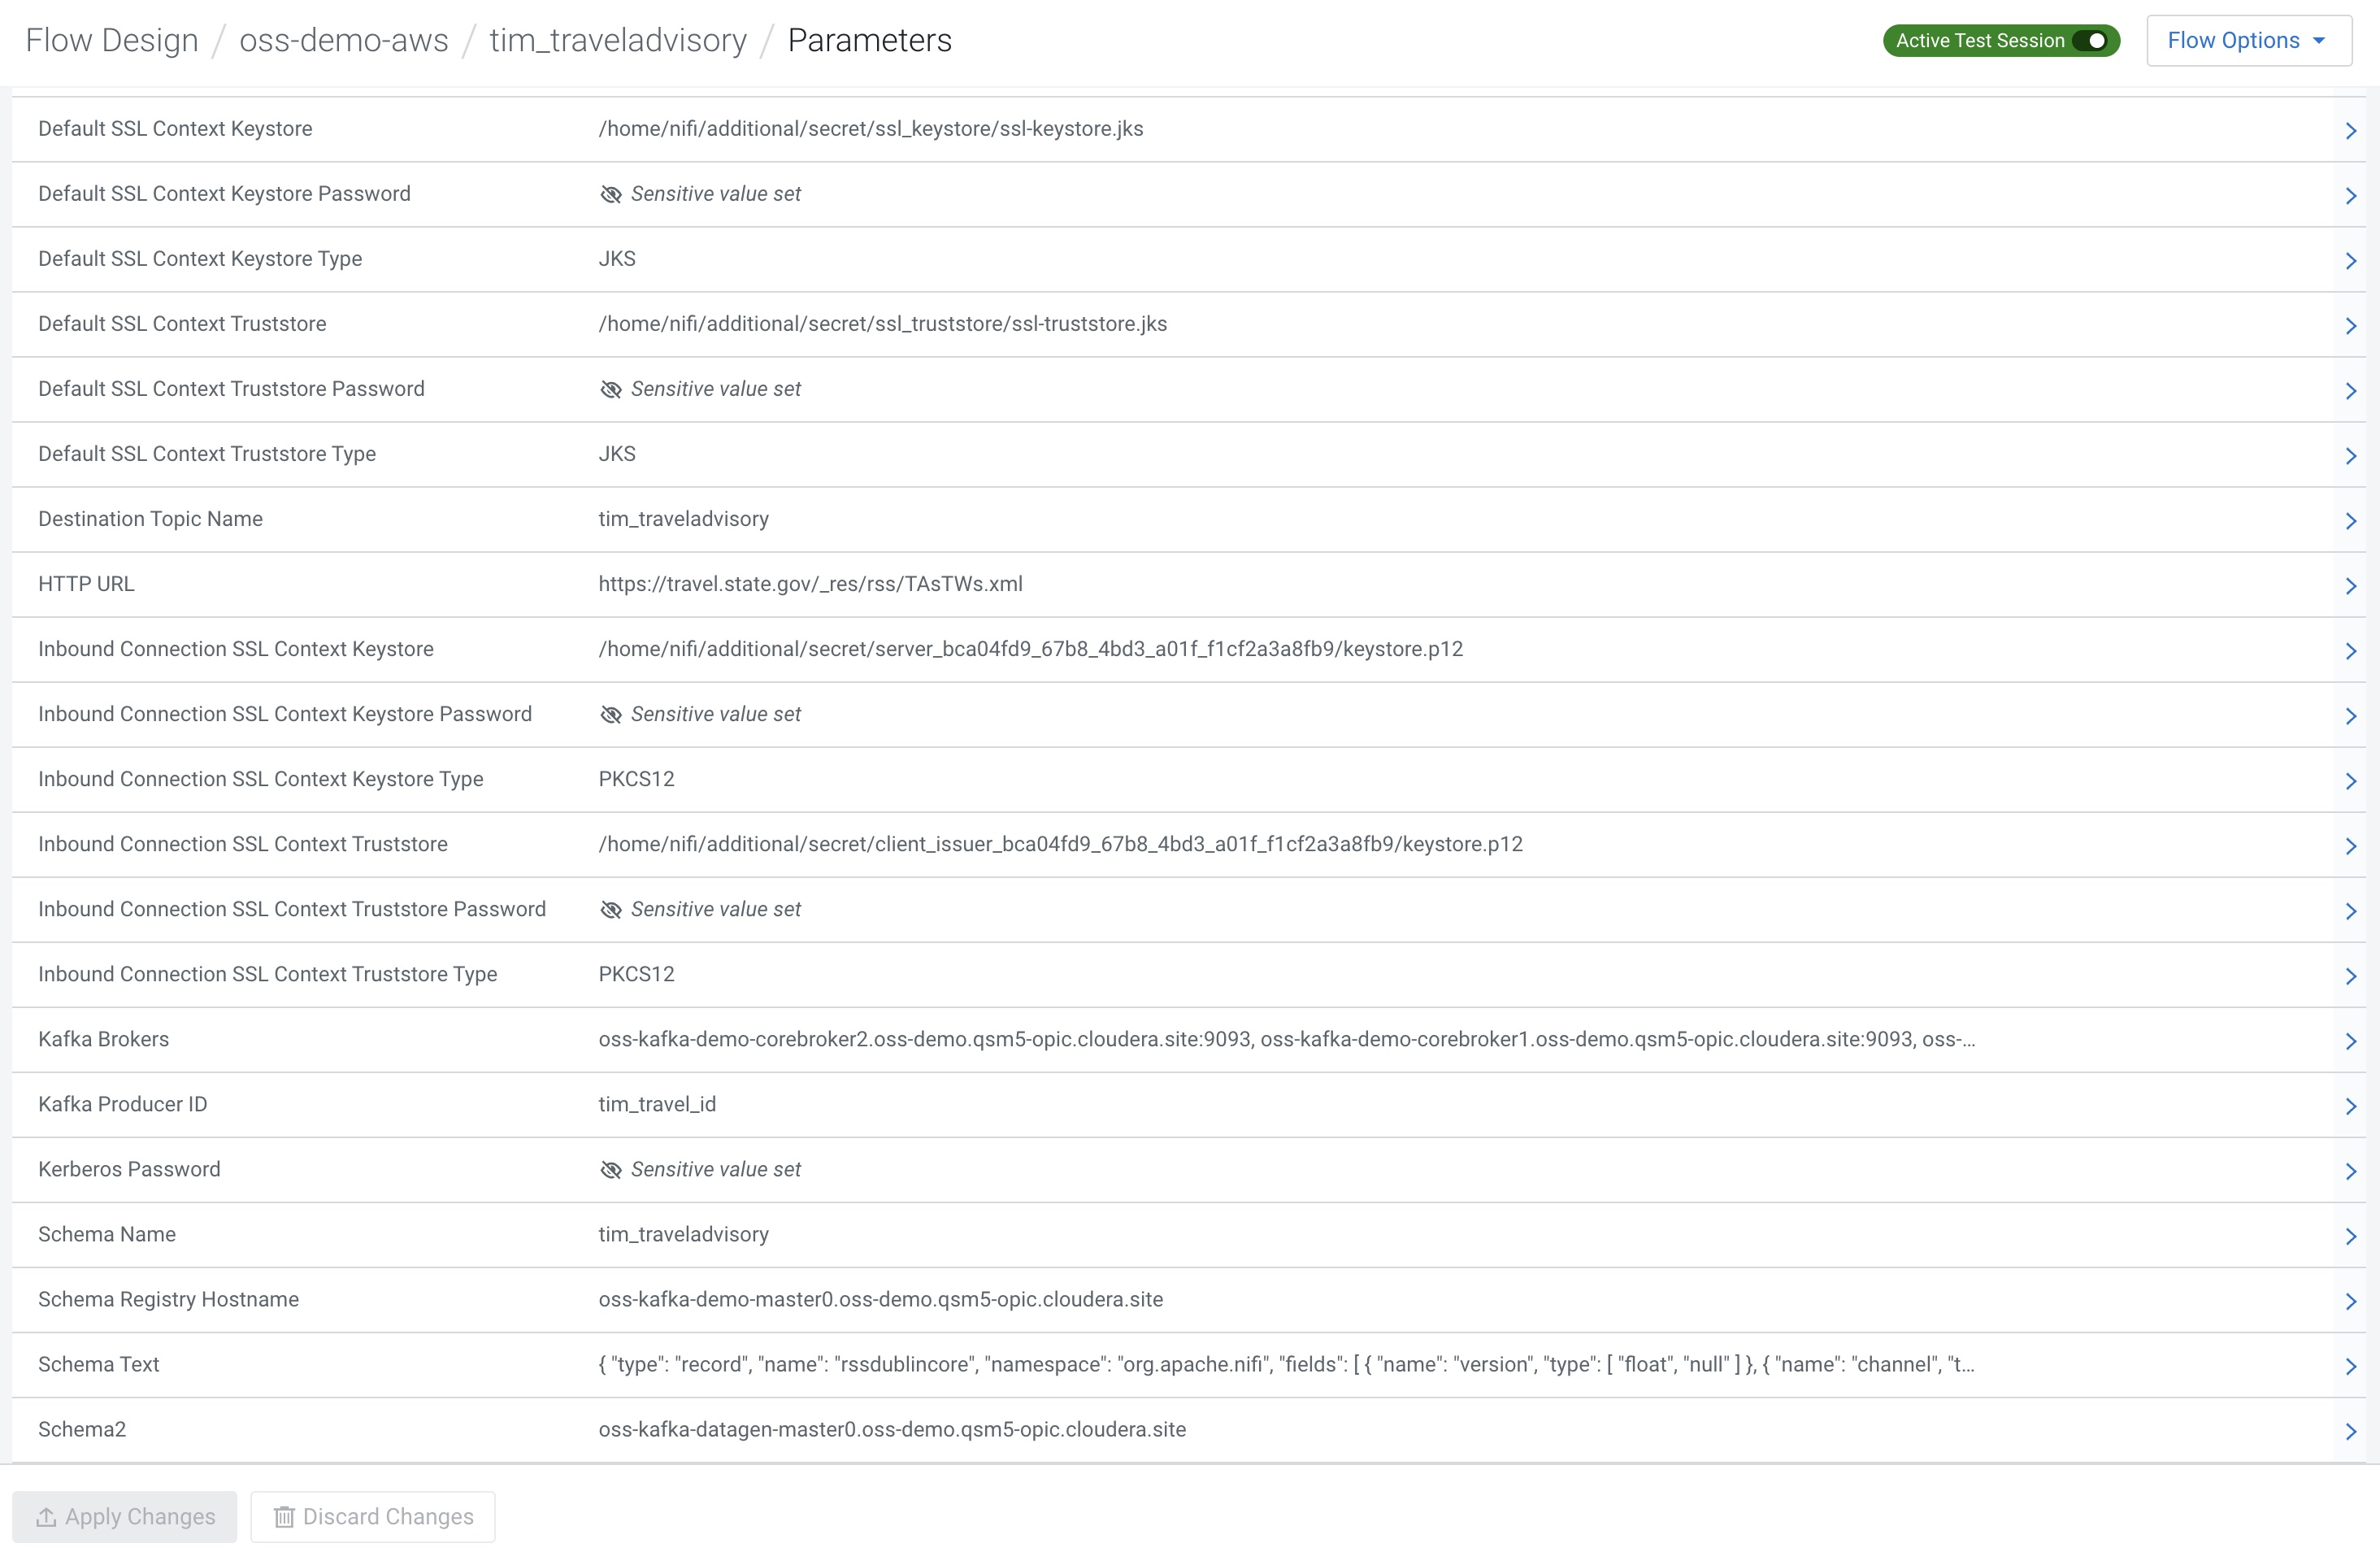 Flow Design / oss-demo-aws / tim_traveladvisory / Parameters Active Test Session Flow Options
Default SSL Context Keystore /home/nifi/additional/secret/ssl_keystore/ssl-keystore.jks
Default SSL Context Keystore Password Sensitive value set
Default SSL Context Keystore Type JKS
Default SSL Context Truststore /home/nifi/additional/secret/ssl_truststore/ssl-truststore.jks
Default SSL Context Truststore Password Sensitive value set
Default SSL Context Truststore Type JKS
Destination Topic Name tim_traveladvisory
HTTP URL https://travel.state.gov/_res/rss/TAsTWs.xml
Inbound Connection SSL Context Keystore /home/nifi/additional/secret/server_bca04fd9_67b8_4bd3_a01f_f1cf2a3a8fb9/keystore.p12
Inbound Connection SSL Context Keystore Password Sensitive value set
Inbound Connection SSL Context Keystore Type PKCS12
Inbound Connection SSL Context Truststore /home/nifi/additional/secret/client_issuer_bca04fd9_67b8_4bd3_a01f_f1cf2a3a8fb9/keystore.p12
Inbound Connection SSL Context Truststore Password Sensitive value set
Inbound Connection SSL Context Truststore Type PKCS12
Kafka Brokers oss-kafka-demo-corebroker2.oss-demo.qsm5-opic.cloudera.site:9093, oss-kafka-demo-corebroker1.oss-demo.qsm5-opic.cloudera.site:9093, oss-...
Kafka Producer ID tim_travel_id
Kerberos Password Sensitive value set
Schema Name tim_traveladvisory
Schema Registry Hostname oss-kafka-demo-master0.oss-demo.qsm5-opic.cloudera.site
Schema Text { "type": "record", "name": "rssdublincore", "namespace": "org.apache.nifi", "fields": [ { "name": "version", "type": [ "float", "null" ] }, { "name": "channel", "t...
Schema2 oss-kafka-datagen-master0.oss-demo.qsm5-opic.cloudera.site
Apply Changes Discard Changes